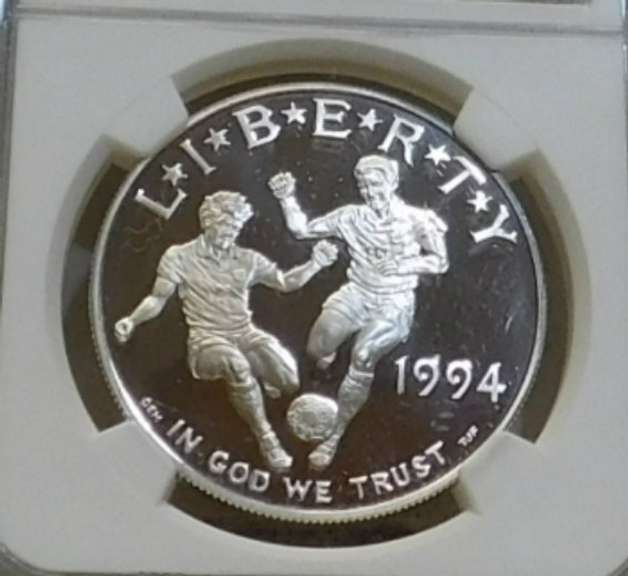 L★I★B★E★R★T★Y
1994
IN GOD WE TRUST